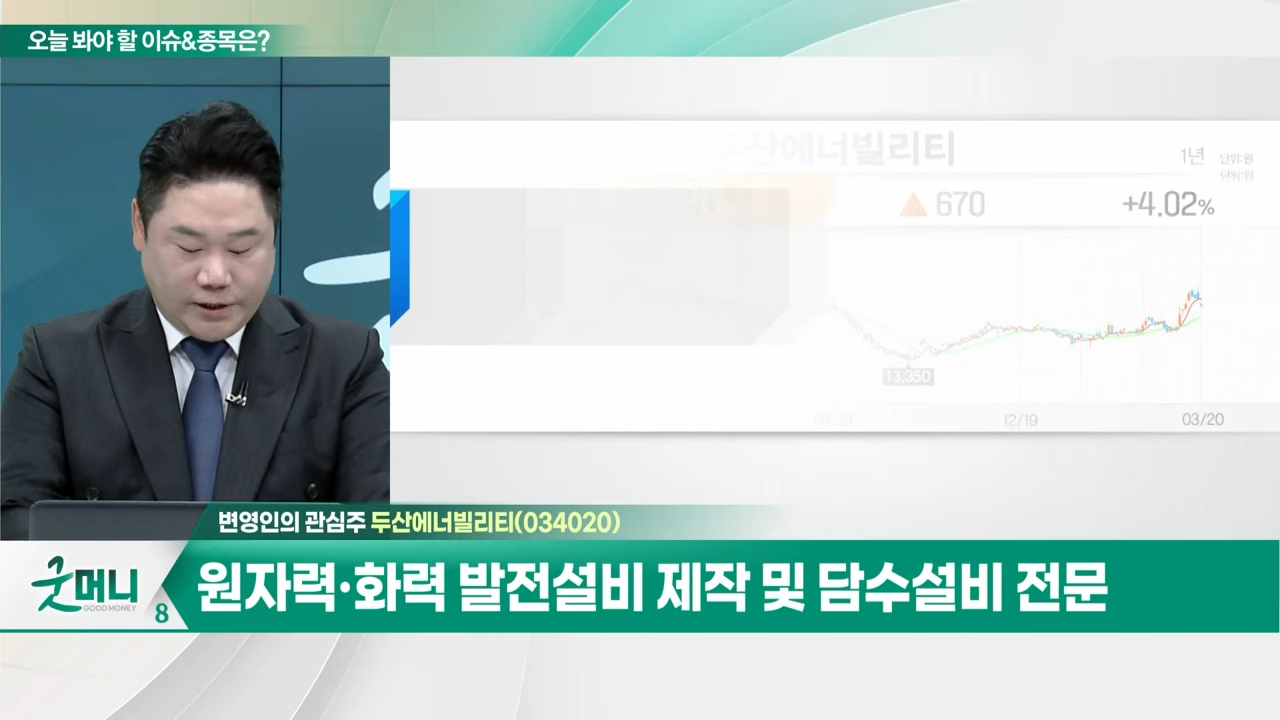 오늘 봐야 할 이슈&종목은?
두산에너빌리티
1년
단위:원
단위:원
▲ 670
+4.02%
13,350
12/19
03/20
변영인의 관심주 두산에너빌리티(034020)
굿머니
GOOD MONEY
8
원자력·화력 발전설비 제작 및 담수설비 전문